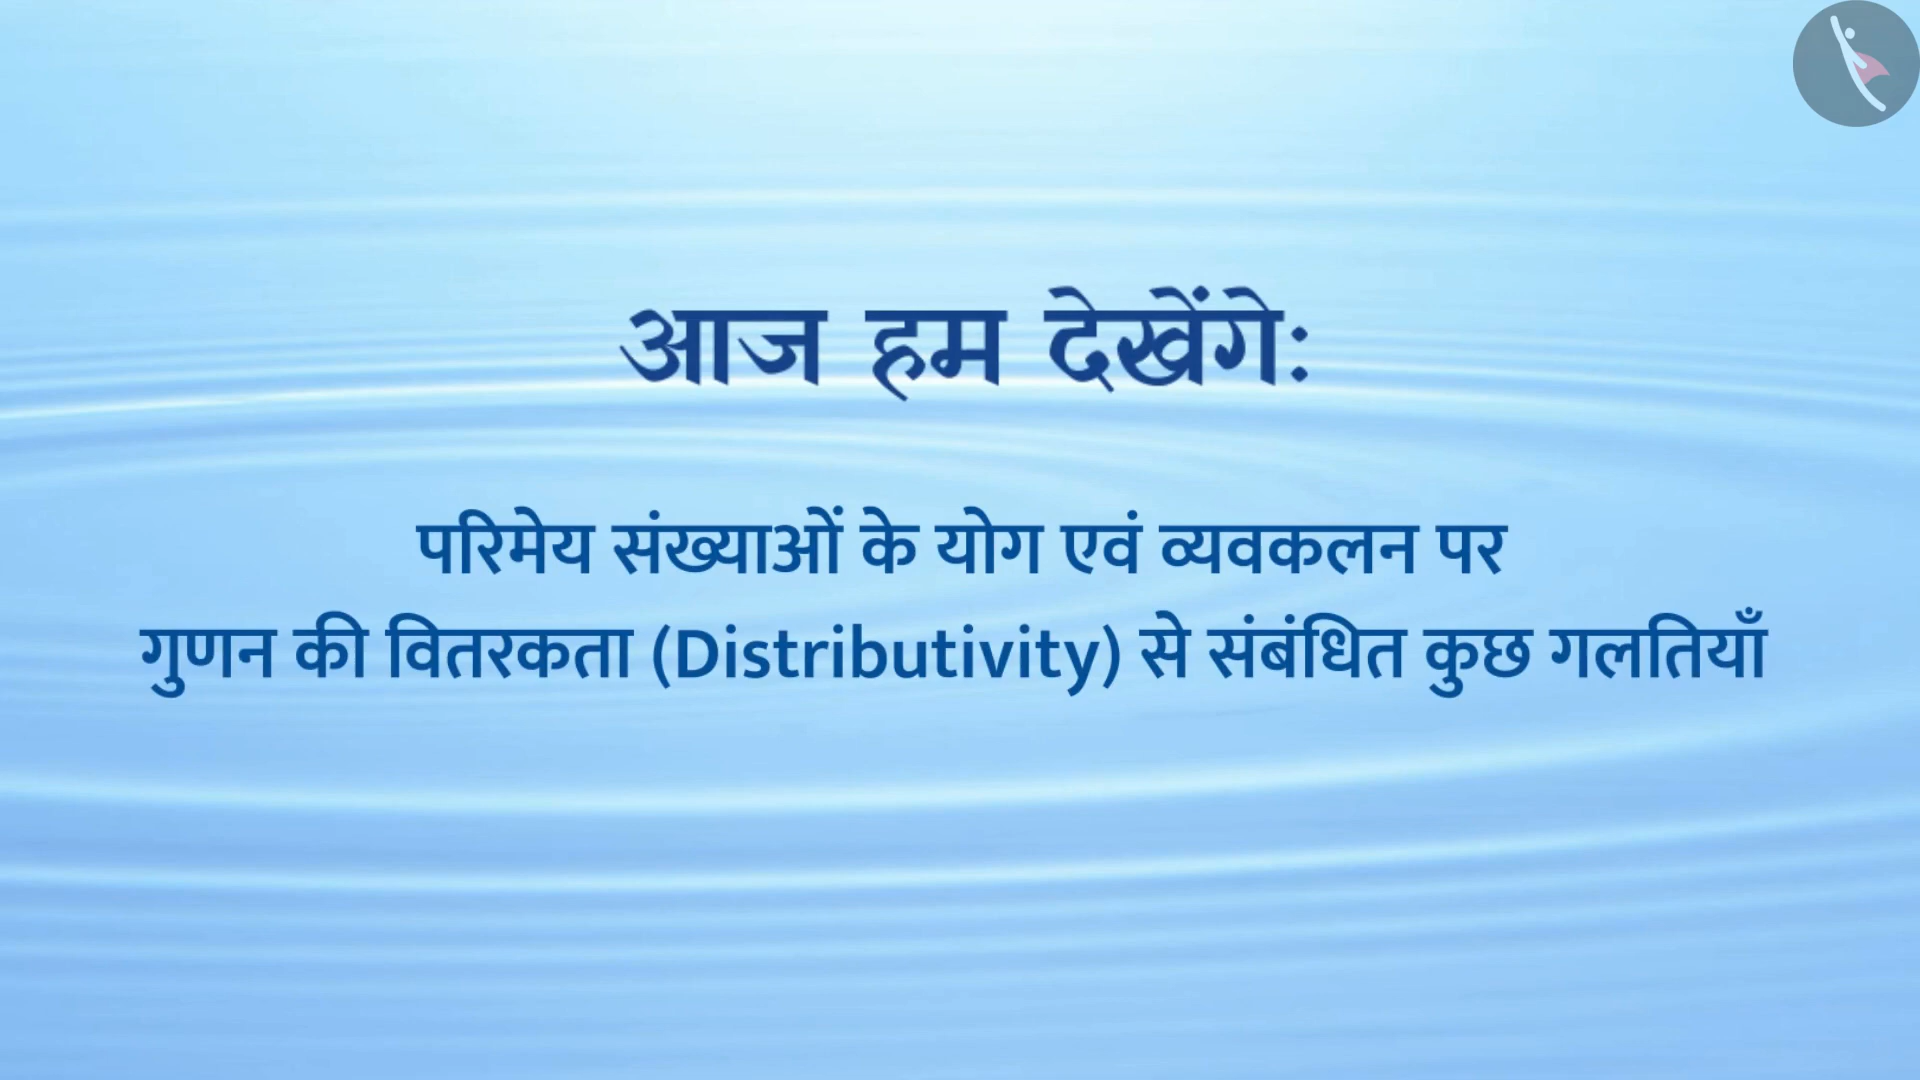 आज हम देखेंगे:
परिमेय संख्याओं के योग एवं व्यवकलन पर
गुणन की वितरकता (Distributivity) से संबंधित कुछ गलतियाँ